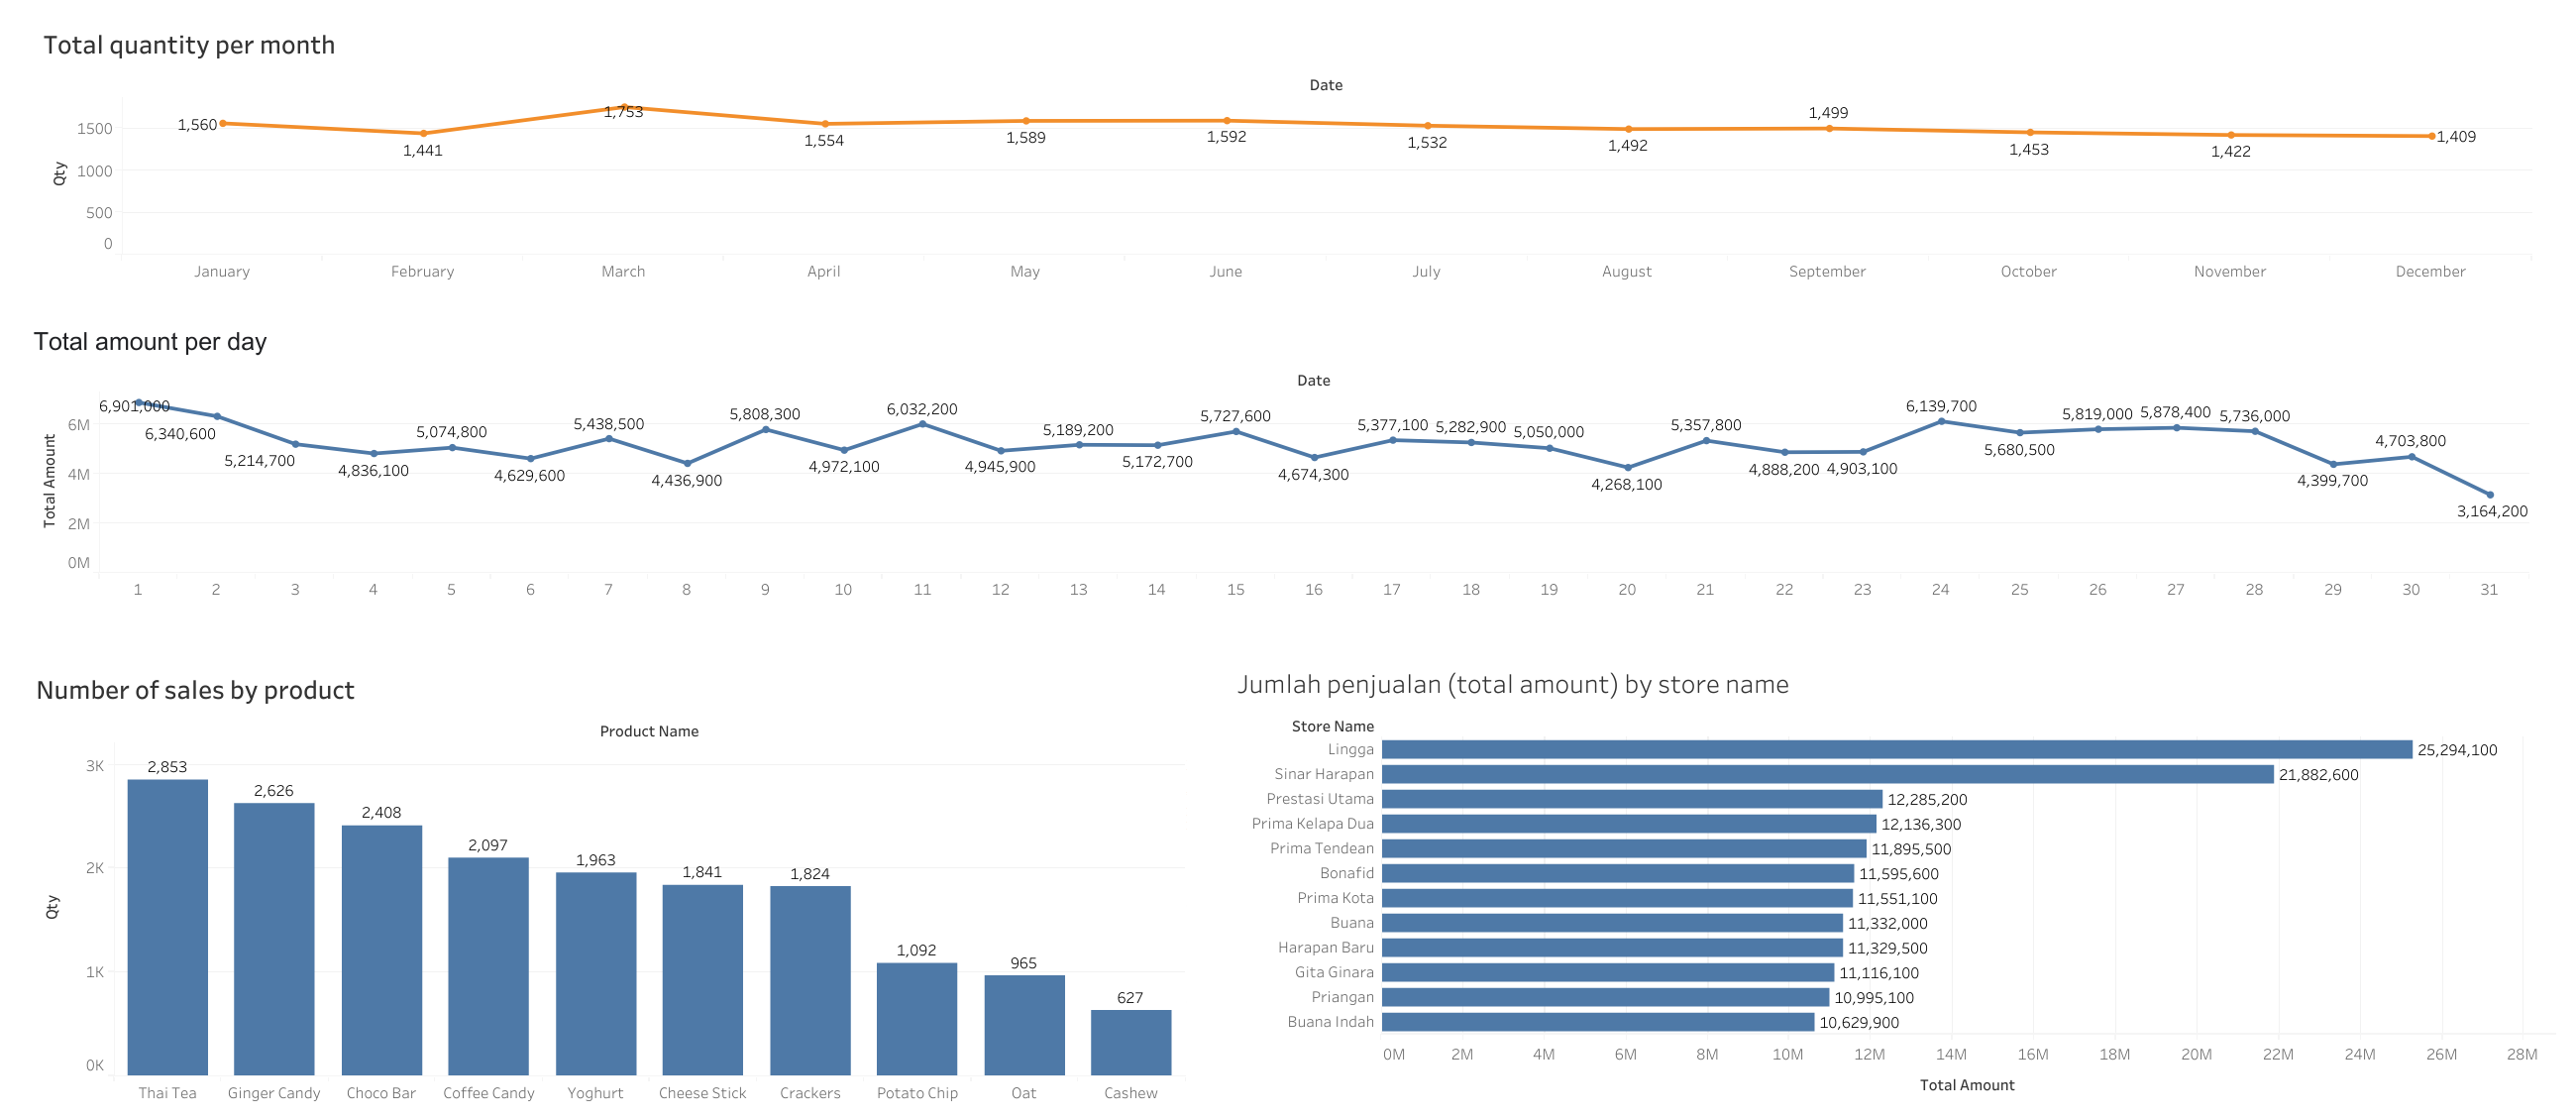 Total quantity per month
Date
Qty
1500
1000
500
0
1,560
1,441
1,753
1,554
1,589
1,592
1,532
1,492
1,499
1,453
1,422
1,409
January February March April May June July August September October November December
Total amount per day
Date
Total Amount
6M
4M
2M
0M
6,901,000
6,340,600
5,214,700
4,836,100
5,074,800
4,629,600
5,438,500
4,436,900
5,808,300
4,972,100
6,032,200
4,945,900
5,189,200
5,172,700
5,727,600
4,674,300
5,377,100
5,282,900
5,050,000
4,268,100
5,357,800
4,888,200
4,903,100
6,139,700
5,680,500
5,819,000
5,878,400
5,736,000
4,399,700
4,703,800
3,164,200
1 2 3 4 5 6 7 8 9 10 11 12 13 14 15 16 17 18 19 20 21 22 23 24 25 26 27 28 29 30 31
Number of sales by product
Product Name
Qty
3K
2K
1K
0K
2,853
2,626
2,408
2,097
1,963
1,841
1,824
1,092
965
627
Thai Tea Ginger Candy Choco Bar Coffee Candy Yoghurt Cheese Stick Crackers Potato Chip Oat Cashew
Jumlah penjualan (total amount) by store name
Store Name
Lingga 25,294,100
Sinar Harapan 21,882,600
Prestasi Utama 12,285,200
Prima Kelapa Dua 12,136,300
Prima Tendean 11,895,500
Bonafid 11,595,600
Prima Kota 11,551,100
Buana 11,332,000
Harapan Baru 11,329,500
Gita Ginara 11,116,100
Priangan 10,995,100
Buana Indah 10,629,900
0M 2M 4M 6M 8M 10M 12M 14M 16M 18M 20M 22M 24M 26M 28M
Total Amount